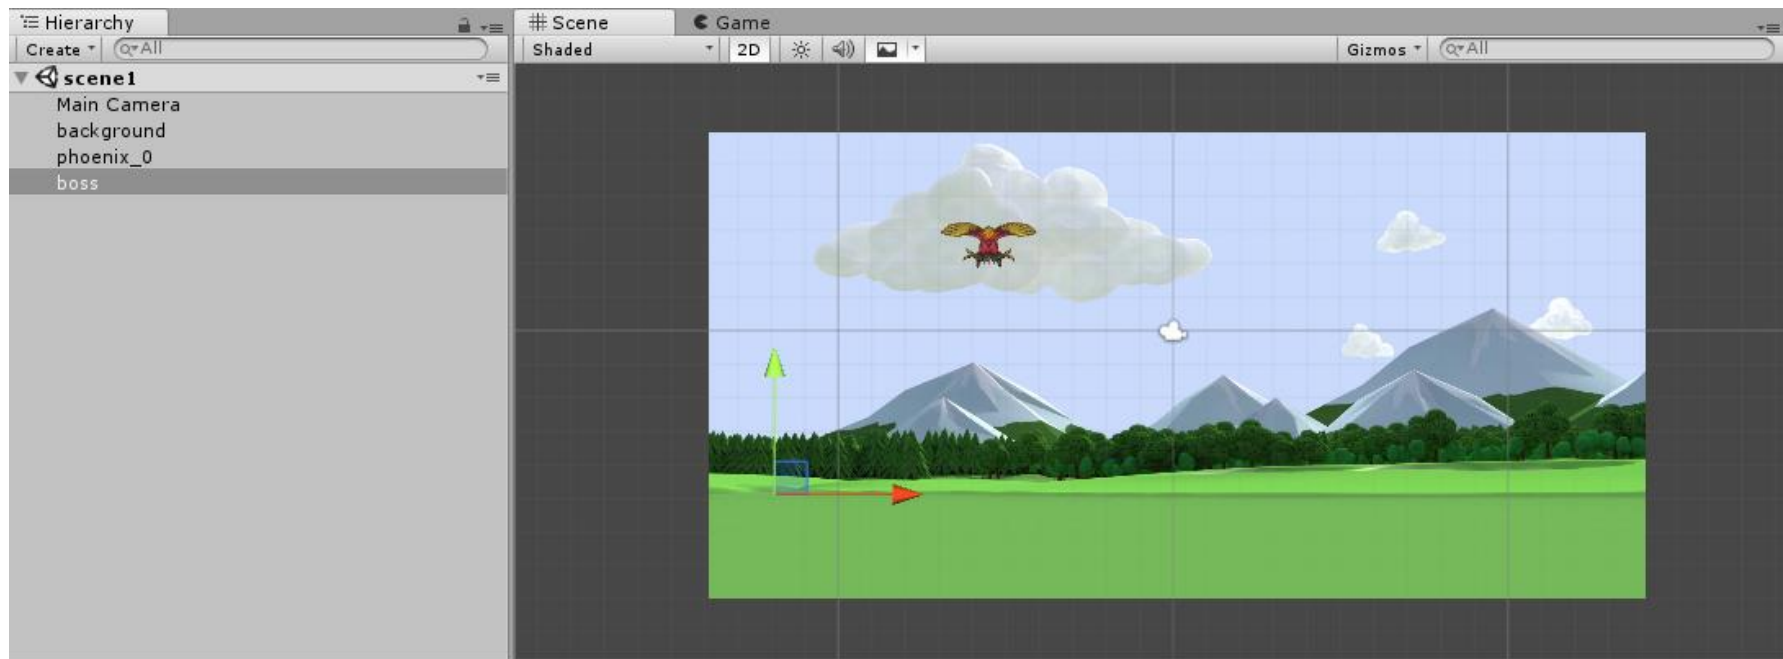 Hierarchy
Create All
scene1
Main Camera
background
phoenix_0
boss
Scene Game
Shaded 2D Gizmos All